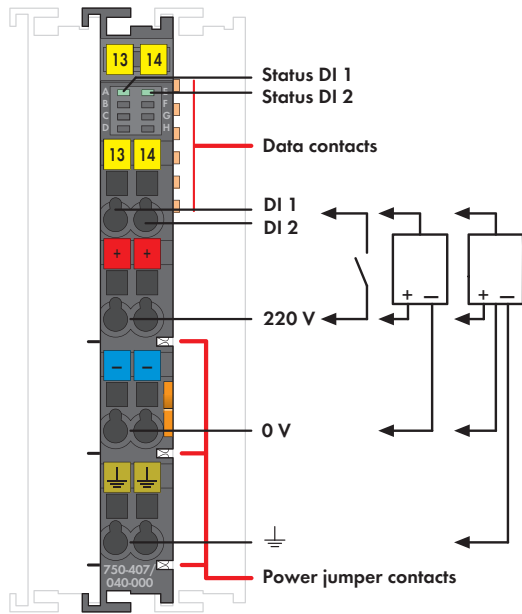 13 14
Status DI 1
A E
Status DI 2
B F
C G
D H
Data contacts
13 14
DI 1
DI 2
+ +
+ − + −
220 V
− −
0 V
750-407/
040-000
Power jumper contacts